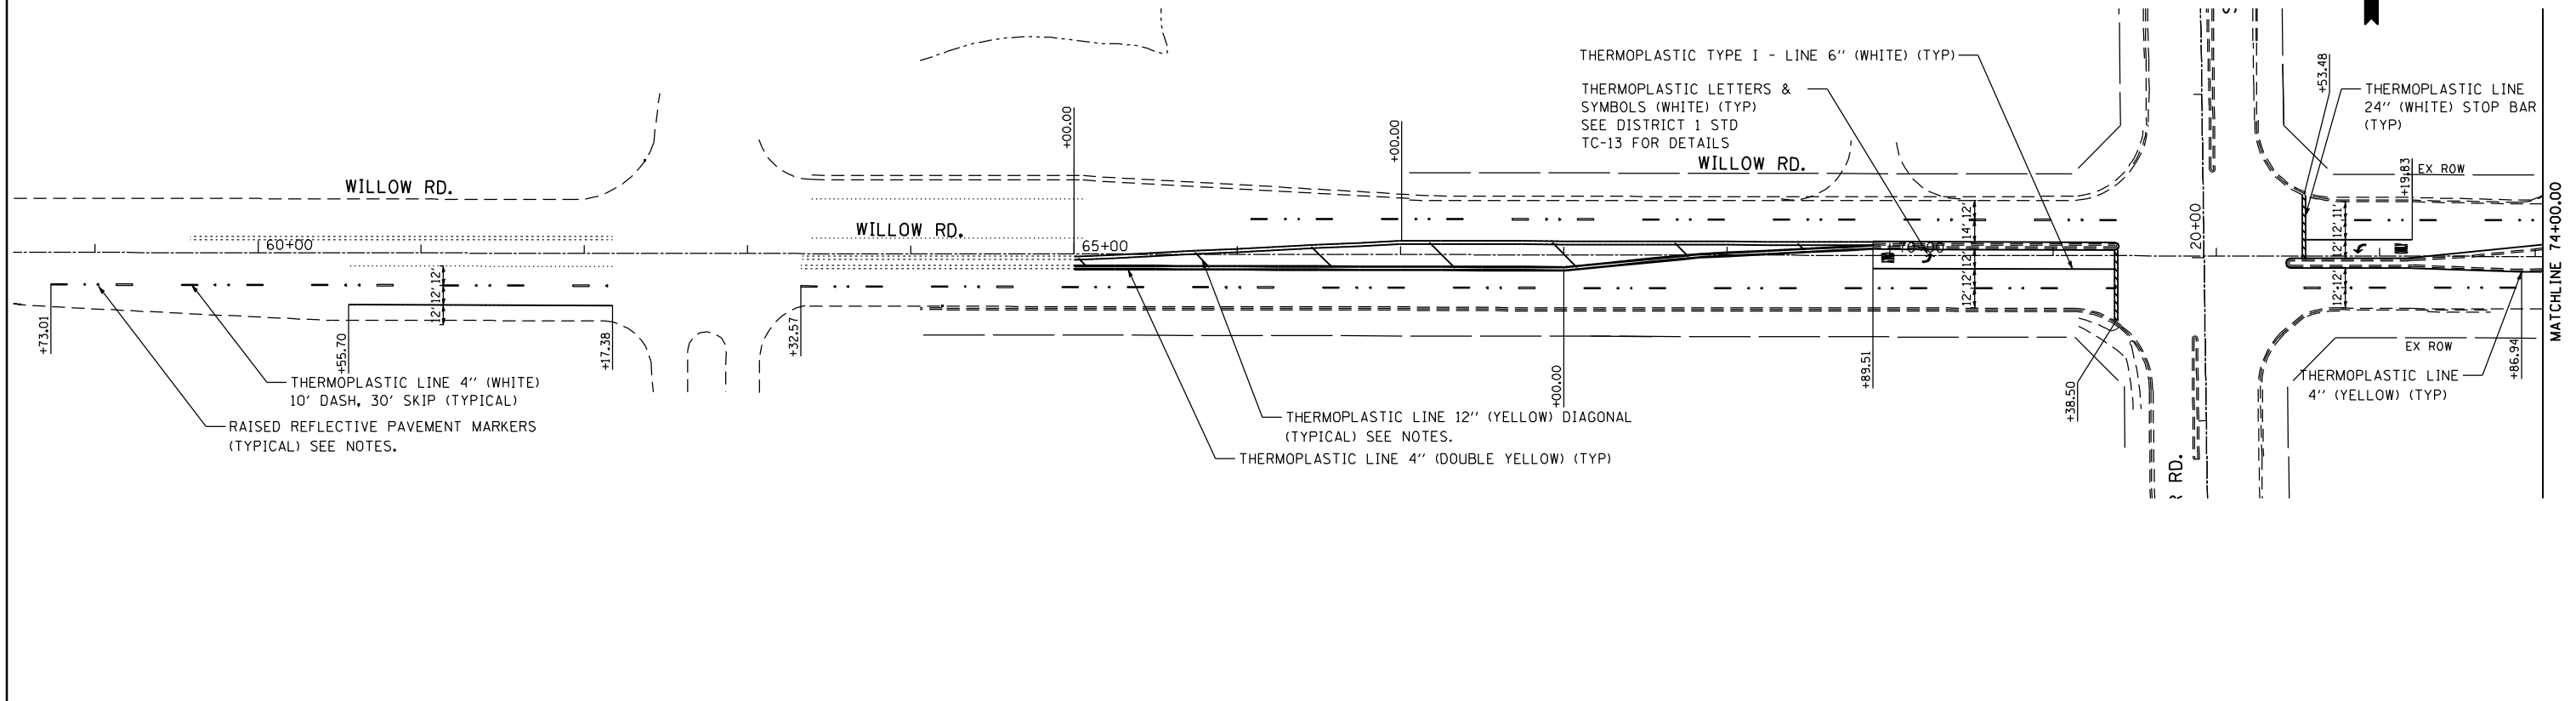 THERMOPLASTIC TYPE I - LINE 6'' (WHITE) (TYP)
THERMOPLASTIC LETTERS &
SYMBOLS (WHITE) (TYP)
SEE DISTRICT 1 STD
TC-13 FOR DETAILS
WILLOW RD.
+53.48
THERMOPLASTIC LINE
24'' (WHITE) STOP BAR
(TYP)
+00.00
+00.00
+19.83
EX ROW
WILLOW RD.
WILLOW RD.
60+00
65+00
70+00
20+00
14' 12'
12'
12' 12'
12' 11'
12'
12' 12'
12' 12'
12'
MATCHLINE 74+00.00
+73.01
+55.70
+17.38
+32.57
+00.00
+89.51
+38.50
+86.94
EX ROW
THERMOPLASTIC LINE
4'' (YELLOW) (TYP)
THERMOPLASTIC LINE 4'' (WHITE)
10' DASH, 30' SKIP (TYPICAL)
RAISED REFLECTIVE PAVEMENT MARKERS
(TYPICAL) SEE NOTES.
THERMOPLASTIC LINE 12'' (YELLOW) DIAGONAL
(TYPICAL) SEE NOTES.
THERMOPLASTIC LINE 4'' (DOUBLE YELLOW) (TYP)
RD.